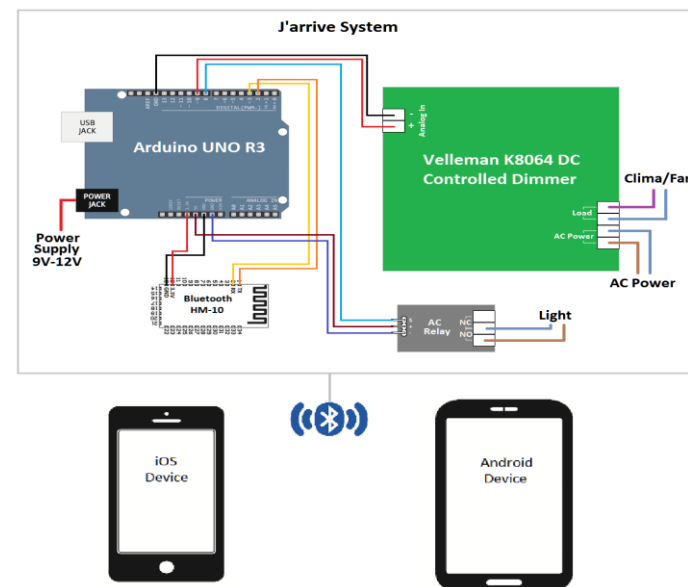 J'arrive System
USB
JACK
Arduino UNO R3
POWER
JACK
Power
Supply
9V-12V
AREF
GND
DIGITAL(PWM~)
POWER
ANALOG IN
Analog In
-
+
Velleman K8064 DC
Controlled Dimmer
Load
AC Power
Clima/Fan
AC Power
Bluetooth
HM-10
AC
Relay
NC
NO
Light
iOS
Device
Android
Device